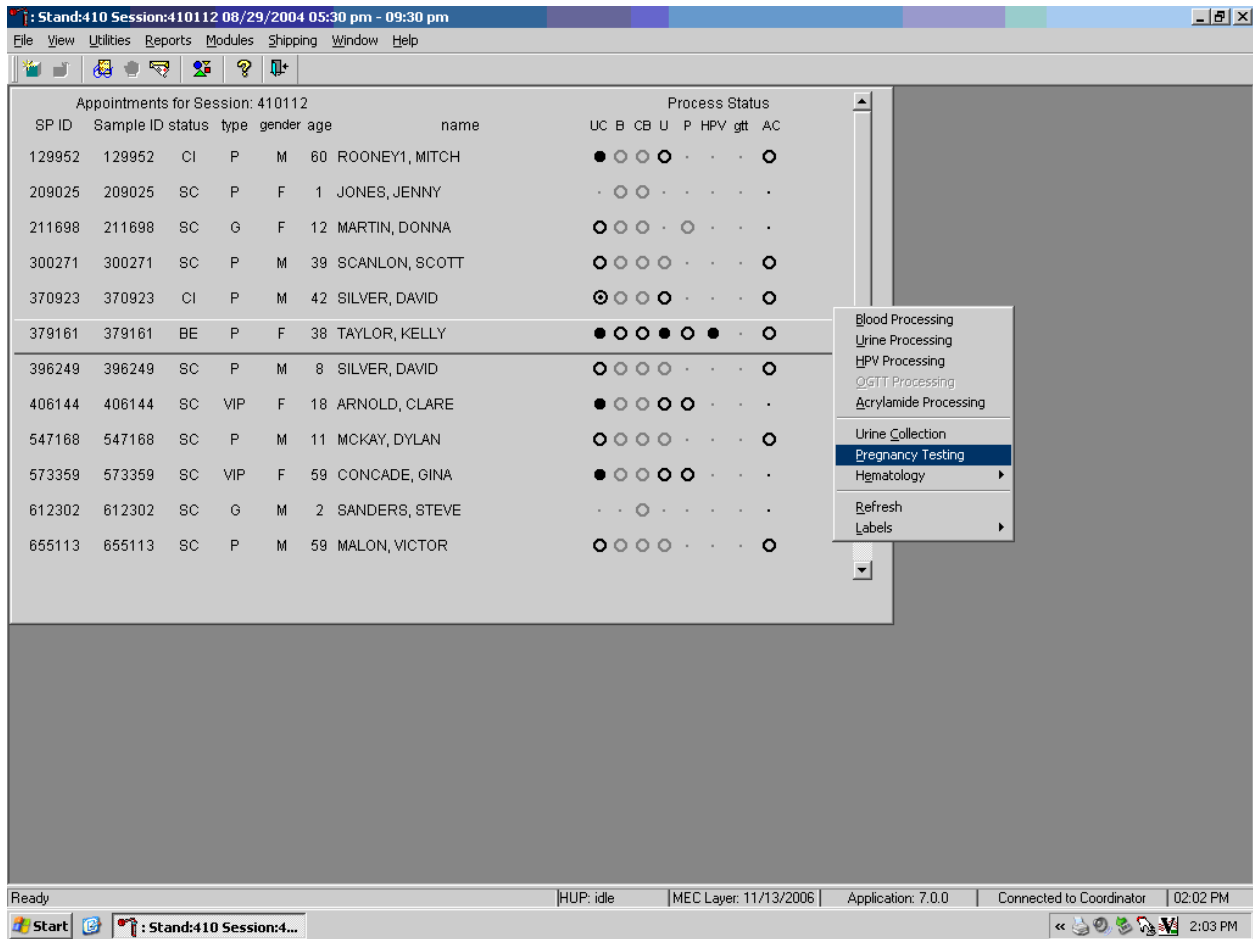 : Stand:410 Session:410112 08/29/2004 05:30 pm - 09:30 pm
File View Utilities Reports Modules Shipping Window Help
Appointments for Session: 410112 Process Status
SP ID Sample ID status type gender age name UC B CB U P HPV gtt AC
129952 129952 CI P M 60 ROONEY1, MITCH
209025 209025 SC P F 1 JONES, JENNY
211698 211698 SC G F 12 MARTIN, DONNA
300271 300271 SC P M 39 SCANLON, SCOTT
370923 370923 CI P M 42 SILVER, DAVID
379161 379161 BE P F 38 TAYLOR, KELLY
396249 396249 SC P M 8 SILVER, DAVID
406144 406144 SC VIP F 18 ARNOLD, CLARE
547168 547168 SC P M 11 MCKAY, DYLAN
573359 573359 SC VIP F 59 CONCADE, GINA
612302 612302 SC G M 2 SANDERS, STEVE
655113 655113 SC P M 59 MALON, VICTOR
Blood Processing
Urine Processing
HPV Processing
OGTT Processing
Acrylamide Processing
Urine Collection
Pregnancy Testing
Hematology
Refresh
Labels
Ready HUP: idle MEC Layer: 11/13/2006 Application: 7.0.0 Connected to Coordinator 02:02 PM
Start : Stand:410 Session:4... « 2:03 PM